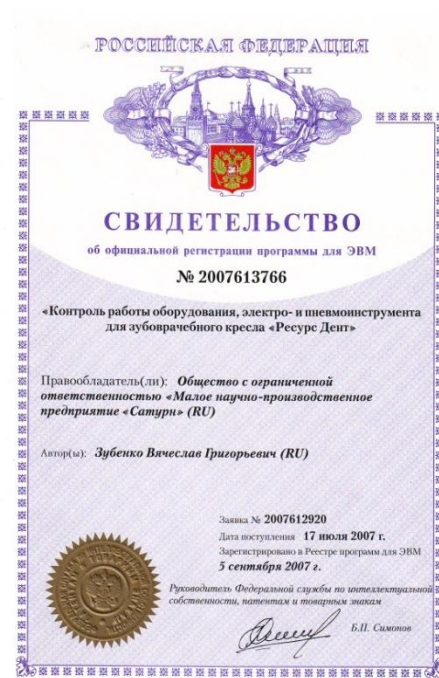 РОССИЙСКАЯ ФЕДЕРАЦИЯ
СВИДЕТЕЛЬСТВО
об официальной регистрации программы для ЭВМ
№ 2007613766
«Контроль работы оборудования, электро- и пневмоинструмента
для зубоврачебного кресла «Ресурс Дент»
Правообладатель(ли): Общество с ограниченной
ответственностью «Малое научно-производственное
предприятие «Сатурн» (RU)
Автор(ы): Зубенко Вячеслав Григорьевич (RU)
Заявка № 2007612920
Дата поступления 17 июля 2007 г.
Зарегистрировано в Реестре программ для ЭВМ
5 сентября 2007 г.
Руководитель Федеральной службы по интеллектуальной
собственности, патентам и товарным знакам
Б.П. Симонов